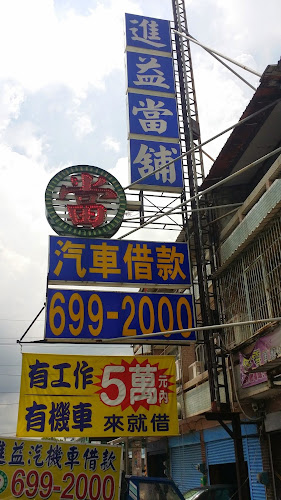 進益當舖
當
汽車借款
699-2000
有工作
有機車
5萬元內
來就借
進益汽機車借款
699-2000